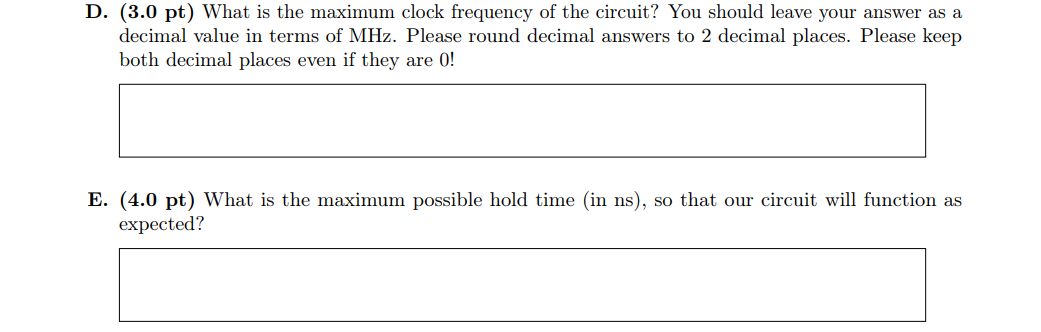 D. (3.0 pt) What is the maximum clock frequency of the circuit? You should leave your answer as a
decimal value in terms of MHz. Please round decimal answers to 2 decimal places. Please keep
both decimal places even if they are 0!
E. (4.0 pt) What is the maximum possible hold time (in ns), so that our circuit will function as
expected?